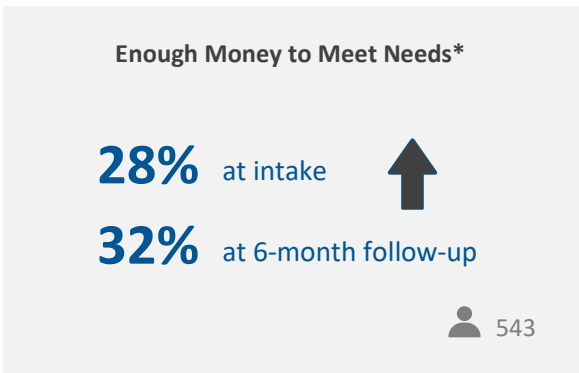 Enough Money to Meet Needs*
28% at intake
32% at 6-month follow-up
543